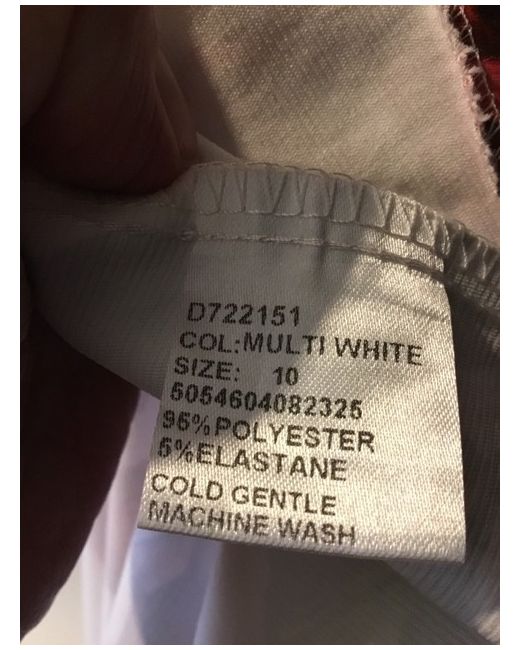 D722151
COL:MULTI WHITE
SIZE: 10
5054604082325
95%POLYESTER
5%ELASTANE
COLD GENTLE
MACHINE WASH